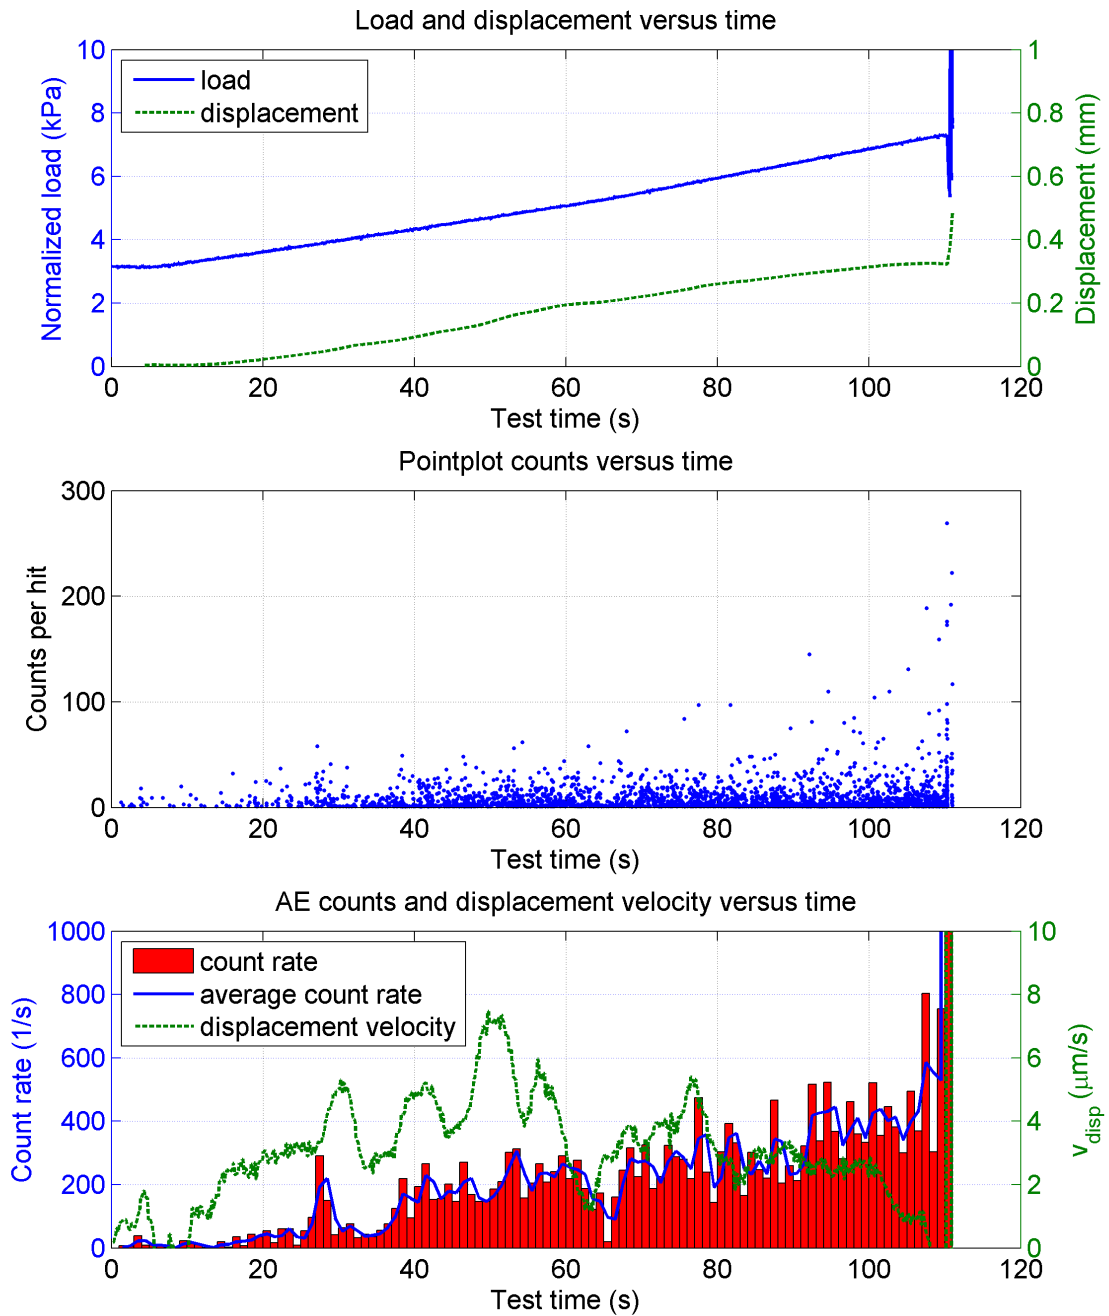 Load and displacement versus time
10
8
6
4
2
0
Normalized load (kPa)
load
displacement
1
0.8
0.6
0.4
0.2
0
Displacement (mm)
0 20 40 60 80 100 120
Test time (s)
Pointplot counts versus time
300
200
100
0
Counts per hit
0 20 40 60 80 100 120
Test time (s)
AE counts and displacement velocity versus time
1000
800
600
400
200
0
Count rate (1/s)
count rate
average count rate
displacement velocity
10
8
6
4
2
0
v_disp (μm/s)
0 20 40 60 80 100 120
Test time (s)